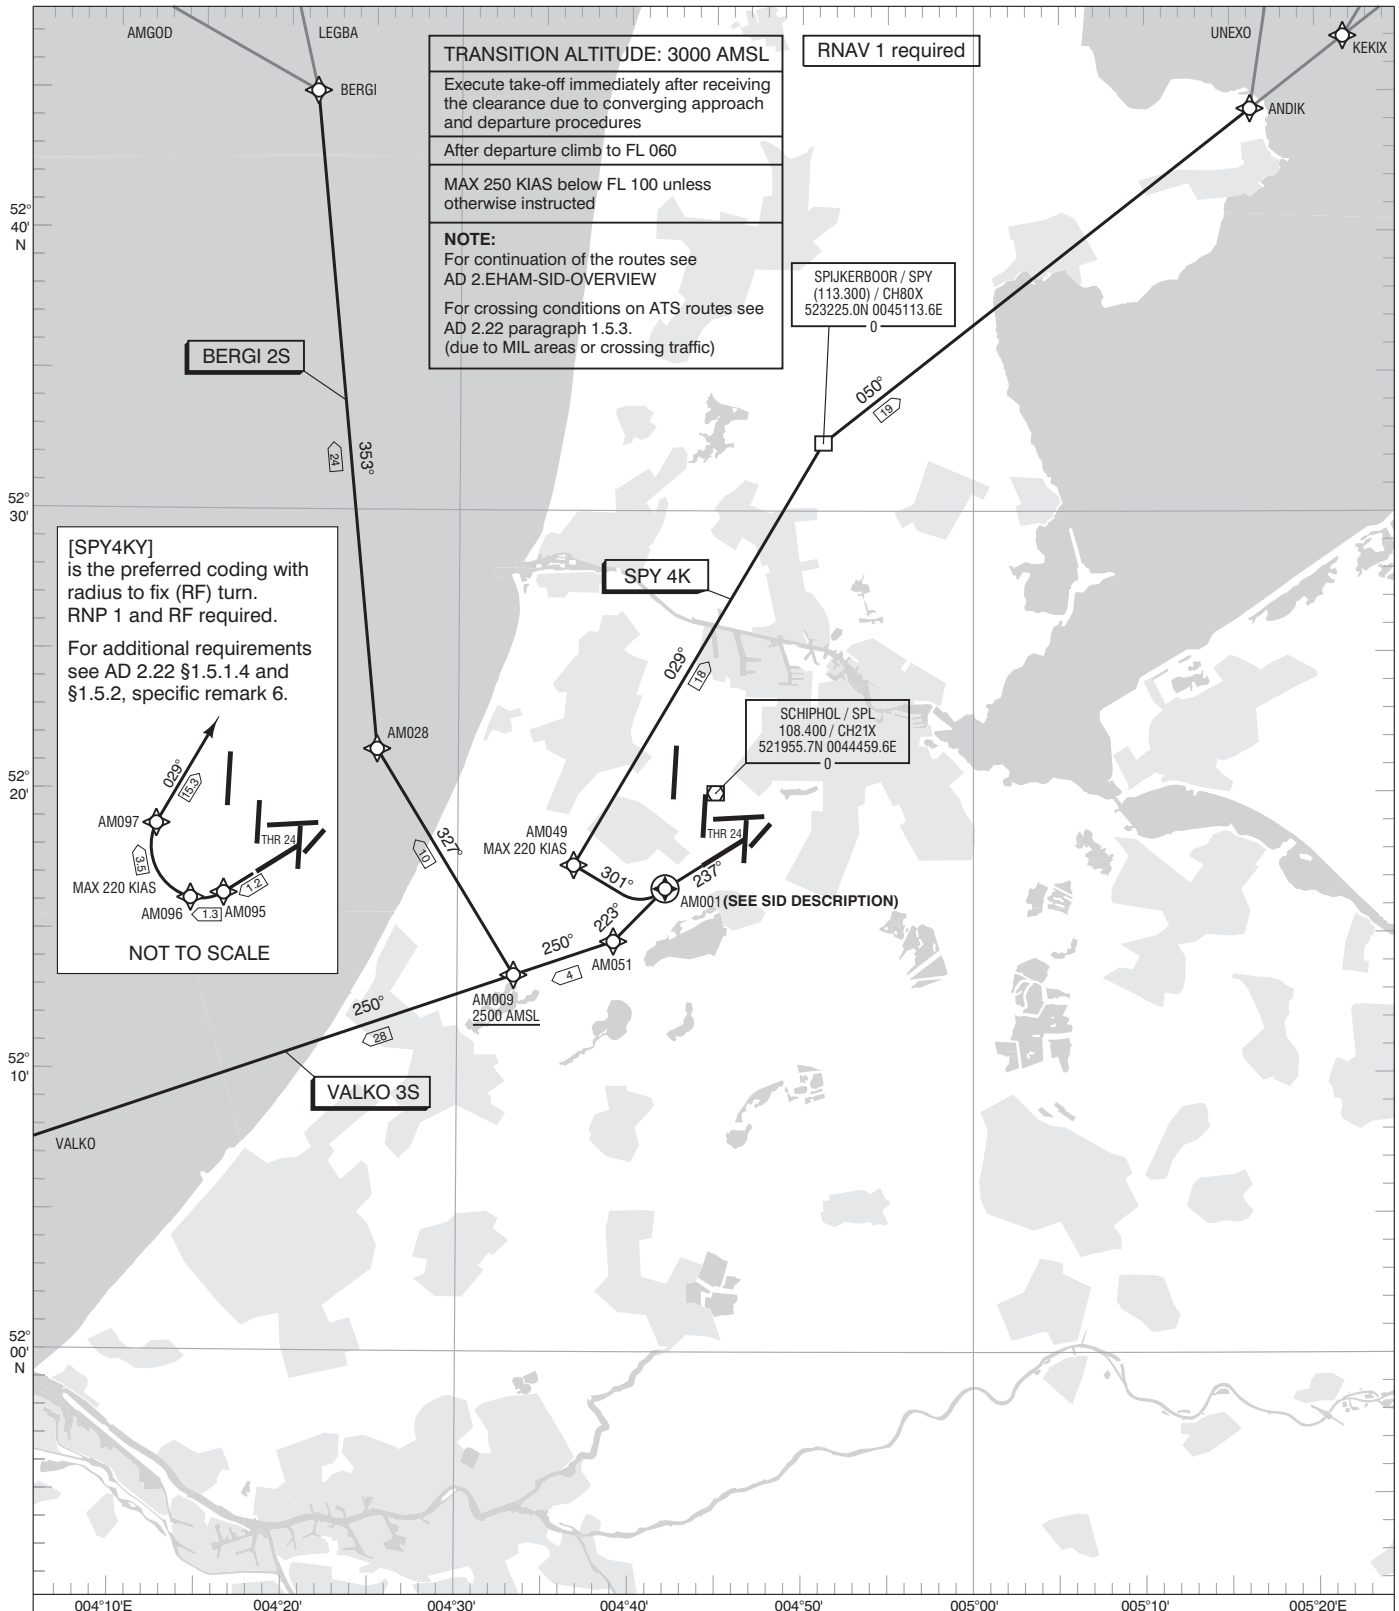 AMGOD
LEGBA
BERGI
TRANSITION ALTITUDE: 3000 AMSL
Execute take-off immediately after receiving
the clearance due to converging approach
and departure procedures
After departure climb to FL 060
MAX 250 KIAS below FL 100 unless
otherwise instructed
NOTE:
For continuation of the routes see
AD 2.EHAM-SID-OVERVIEW
For crossing conditions on ATS routes see
AD 2.22 paragraph 1.5.3.
(due to MIL areas or crossing traffic)
RNAV 1 required
UNEXO
KEKIX
ANDIK
52°
40'
N
SPIJKERBOOR / SPY
(113.300) / CH80X
523225.0N 0045113.6E
0
BERGI 2S
050°
19
353°
24
52°
30'
[SPY4KY]
is the preferred coding with
radius to fix (RF) turn.
RNP 1 and RF required.
For additional requirements
see AD 2.22 §1.5.1.4 and
§1.5.2, specific remark 6.
029°
15.3
AM097
THR 24
3.5
MAX 220 KIAS
1.2
AM096
1.3
AM095
NOT TO SCALE
SPY 4K
029°
18
AM028
SCHIPHOL / SPL
108.400 / CH21X
521955.7N 0044459.6E
0
52°
20'
327°
10
AM049
MAX 220 KIAS
THR 24
301°
237°
AM001 (SEE SID DESCRIPTION)
223°
250°
4
AM051
AM009
2500 AMSL
250°
28
52°
10'
VALKO 3S
VALKO
52°
00'
N
004°10'E
004°20'
004°30'
004°40'
004°50'
005°00'
005°10'
005°20'E